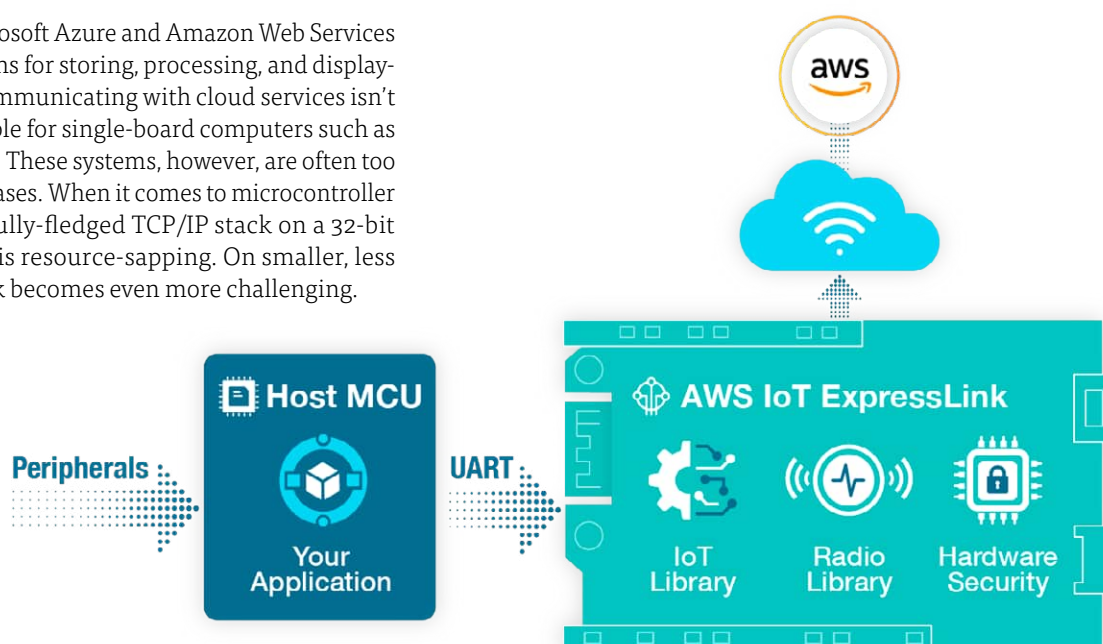 osoft Azure and Amazon Web Services
ns for storing, processing, and display-
mmunicating with cloud services isn't
ble for single-board computers such as
These systems, however, are often too
ases. When it comes to microcontroller
ully-fledged TCP/IP stack on a 32-bit
is resource-sapping. On smaller, less
k becomes even more challenging.
aws
Peripherals
Host MCU
Your
Application
UART
AWS IoT ExpressLink
IoT
Library
Radio
Library
Hardware
Security